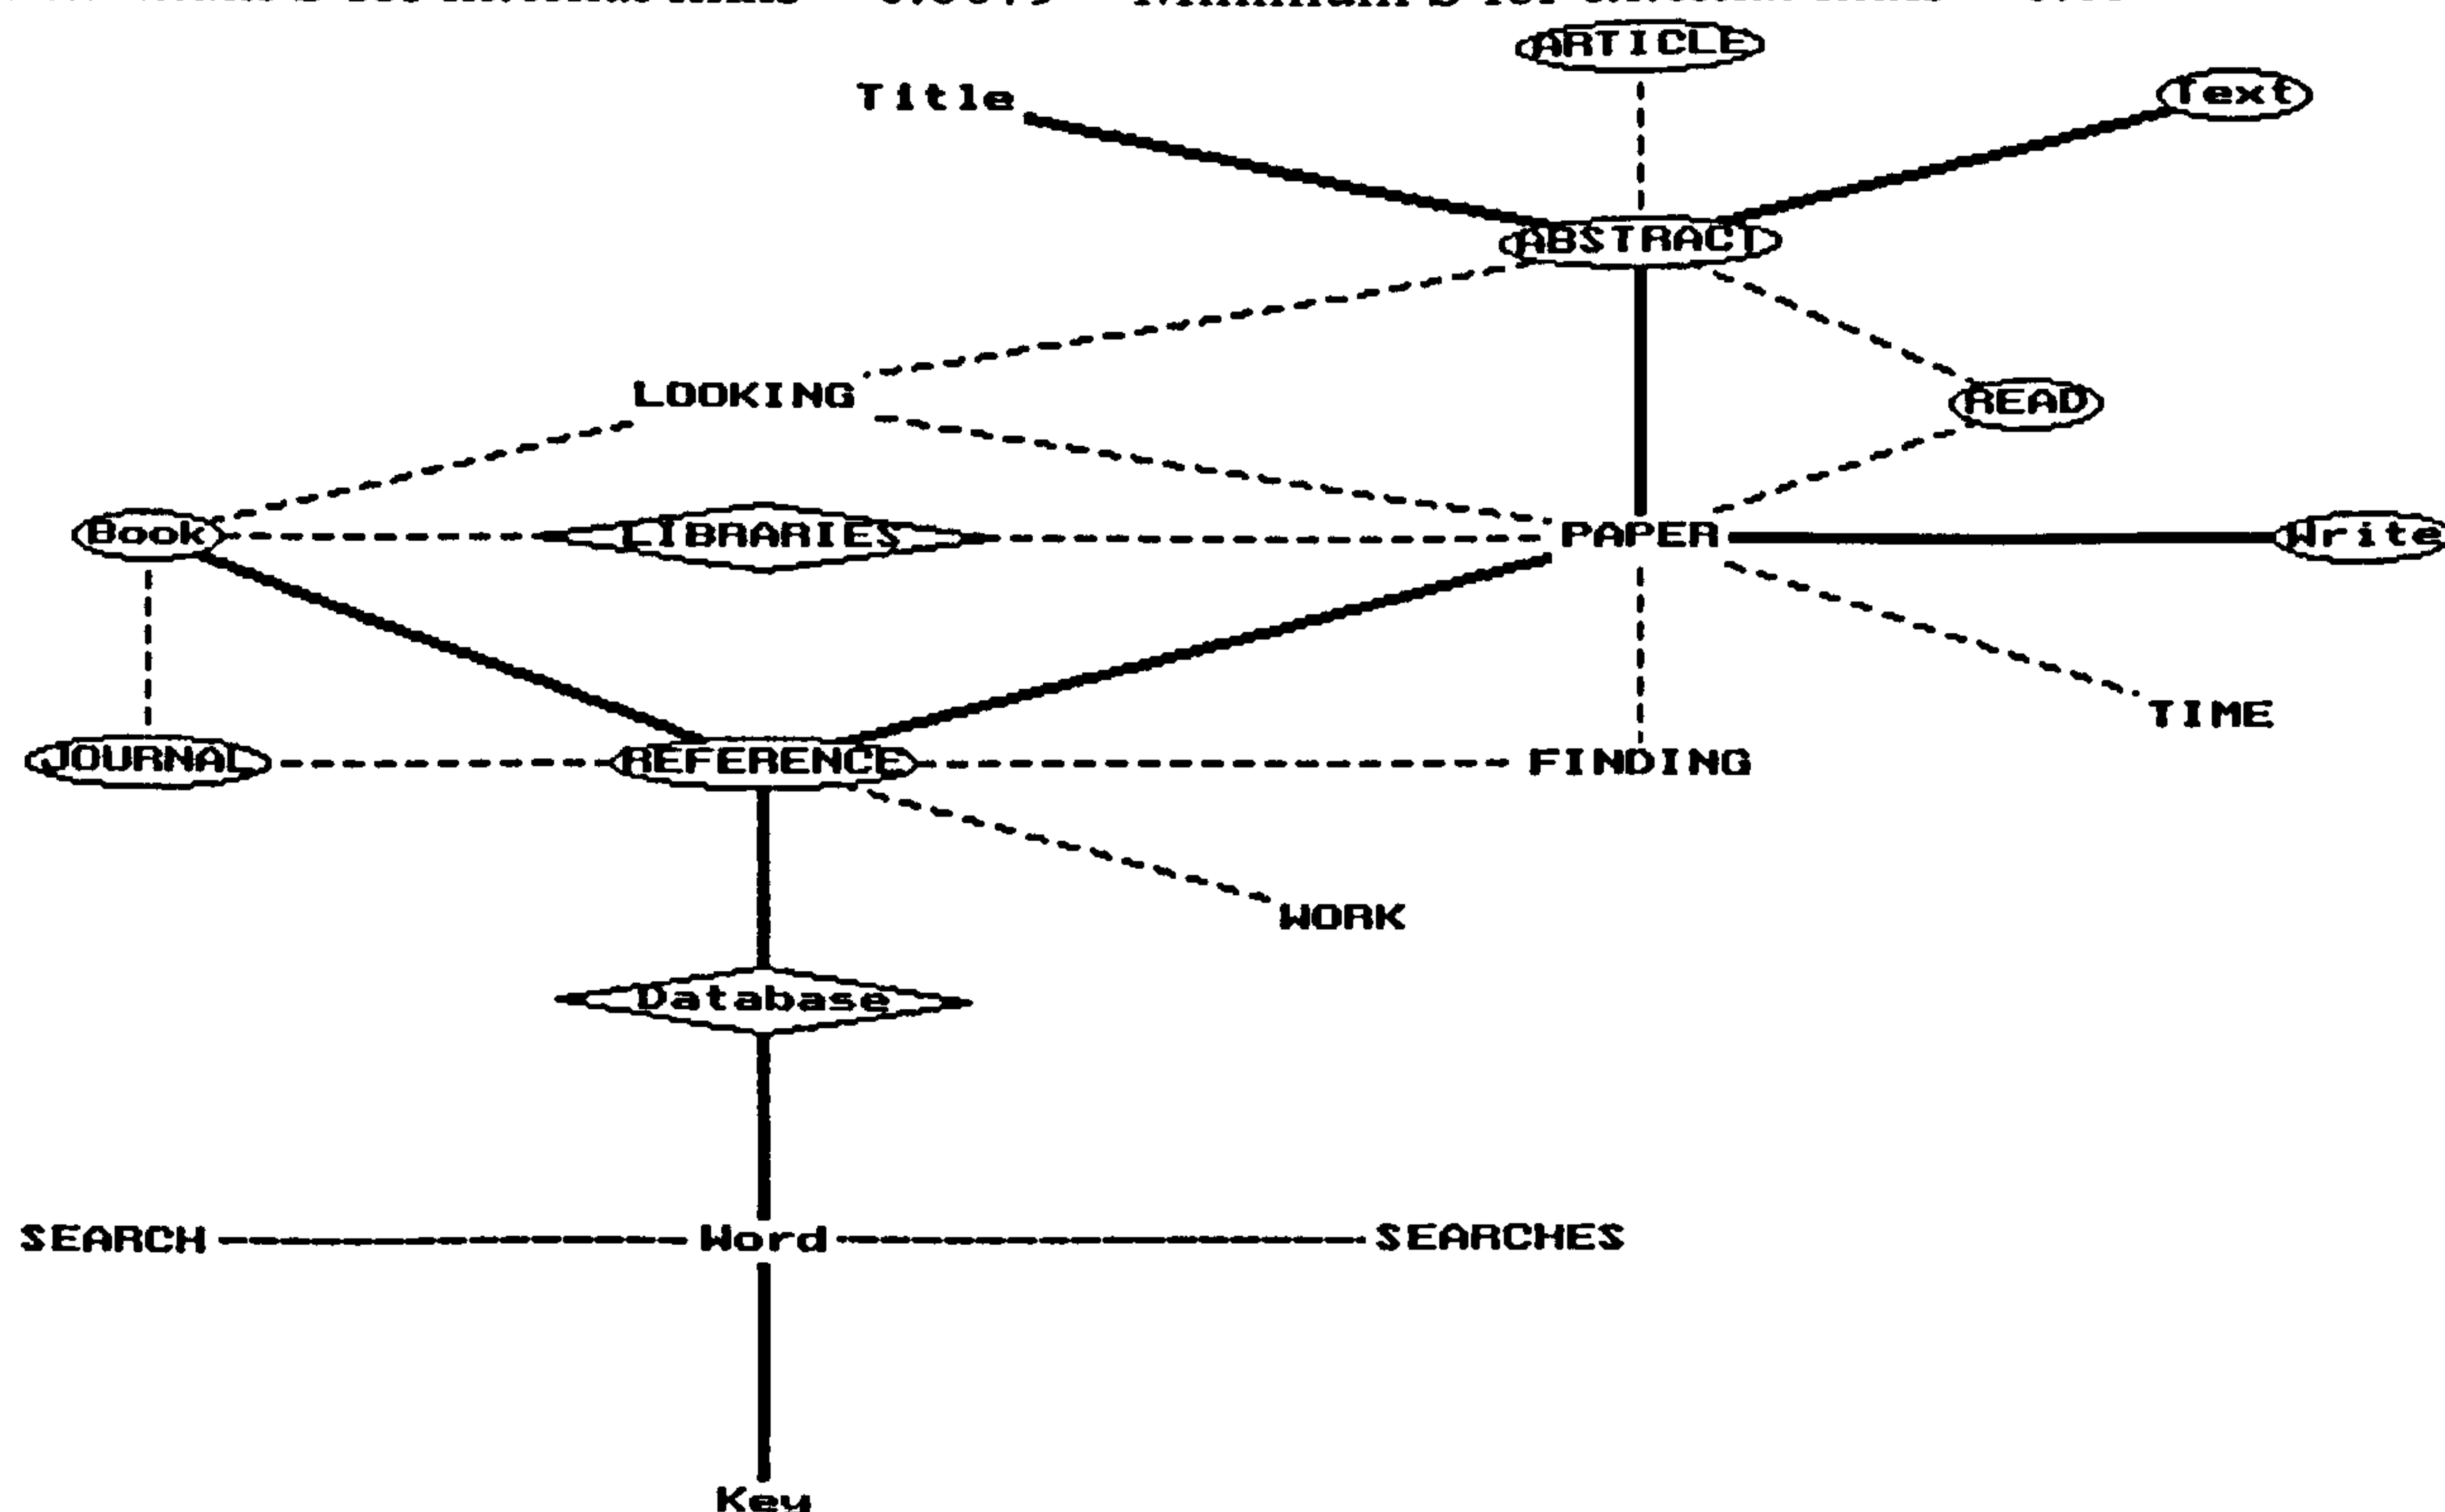 ARTICLE
Title
Text
ABSTRACT
LOOKING
READ
Book
LIBRARIES
PAPER
Write
TIME
JOURNAL
REFERENCE
FINDING
WORK
Database
SEARCH
Word
SEARCHES
Key